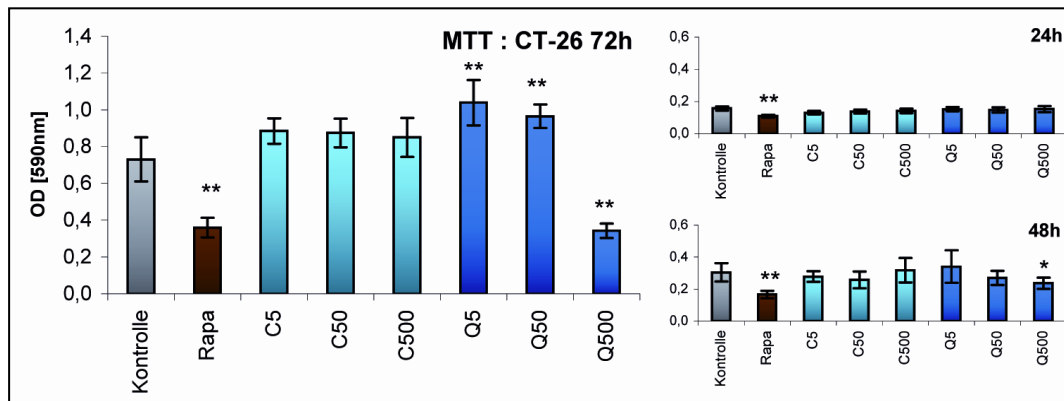 MTT : CT-26 72h
OD [590nm]
1,4
1,2
1,0
0,8
0,6
0,4
0,2
0,0
**
**
**
**
Kontrolle
Rapa
C5
C50
C500
Q5
Q50
Q500
24h
0,6
0,4
0,2
0,0
**
Kontrolle
Rapa
C5
C50
C500
Q5
Q50
Q500
48h
0,6
0,4
0,2
0,0
**
*
Kontrolle
Rapa
C5
C50
C500
Q5
Q50
Q500